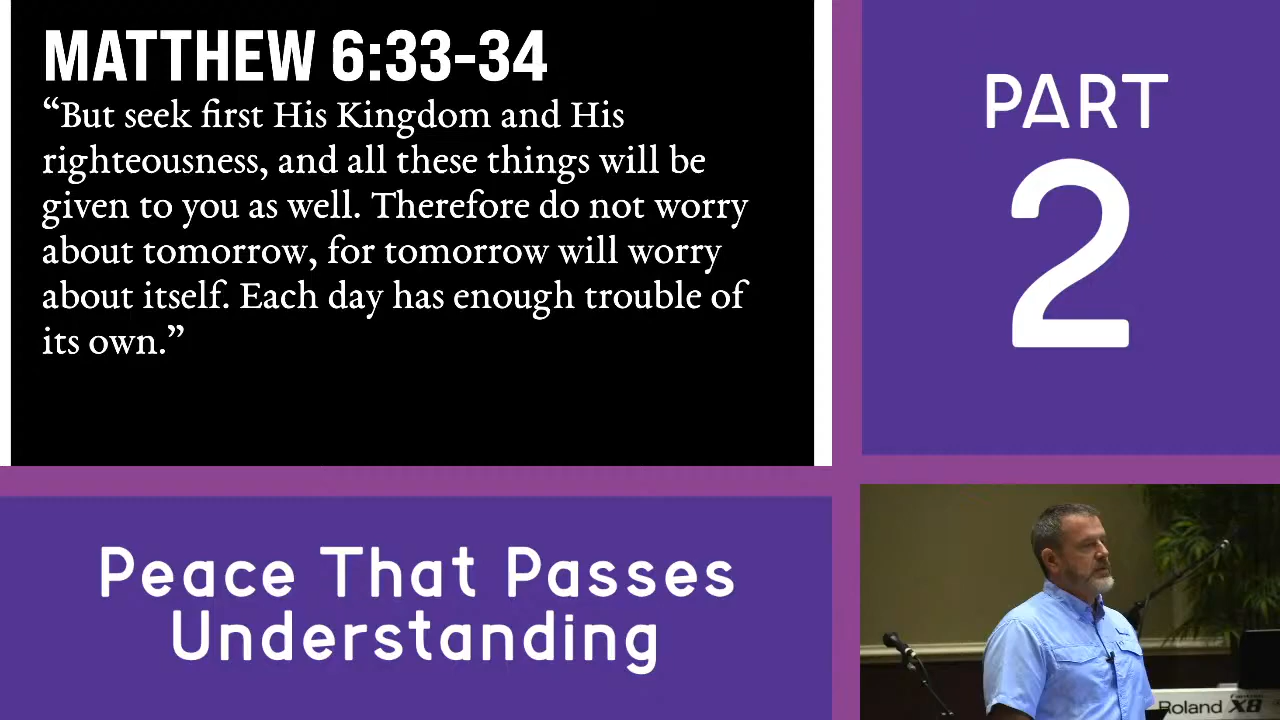 MATTHEW 6:33-34
“But seek first His Kingdom and His
righteousness, and all these things will be
given to you as well. Therefore do not worry
about tomorrow, for tomorrow will worry
about itself. Each day has enough trouble of
its own.”
PART
2
Peace That Passes
Understanding
Roland X8